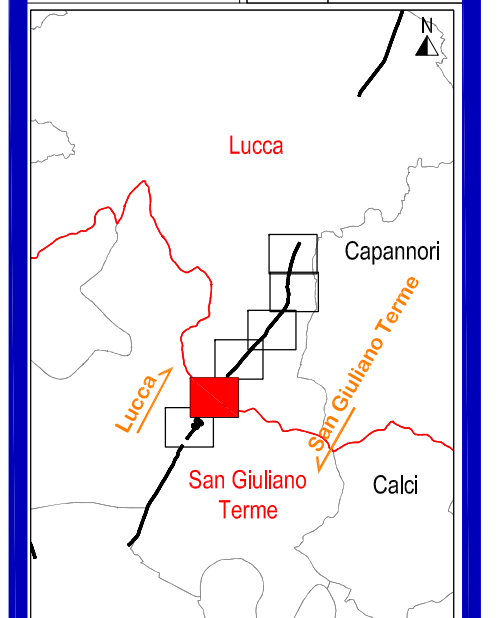 N
Lucca
Capannori
San Giuliano Terme
Lucca
San Giuliano
Terme
Calci